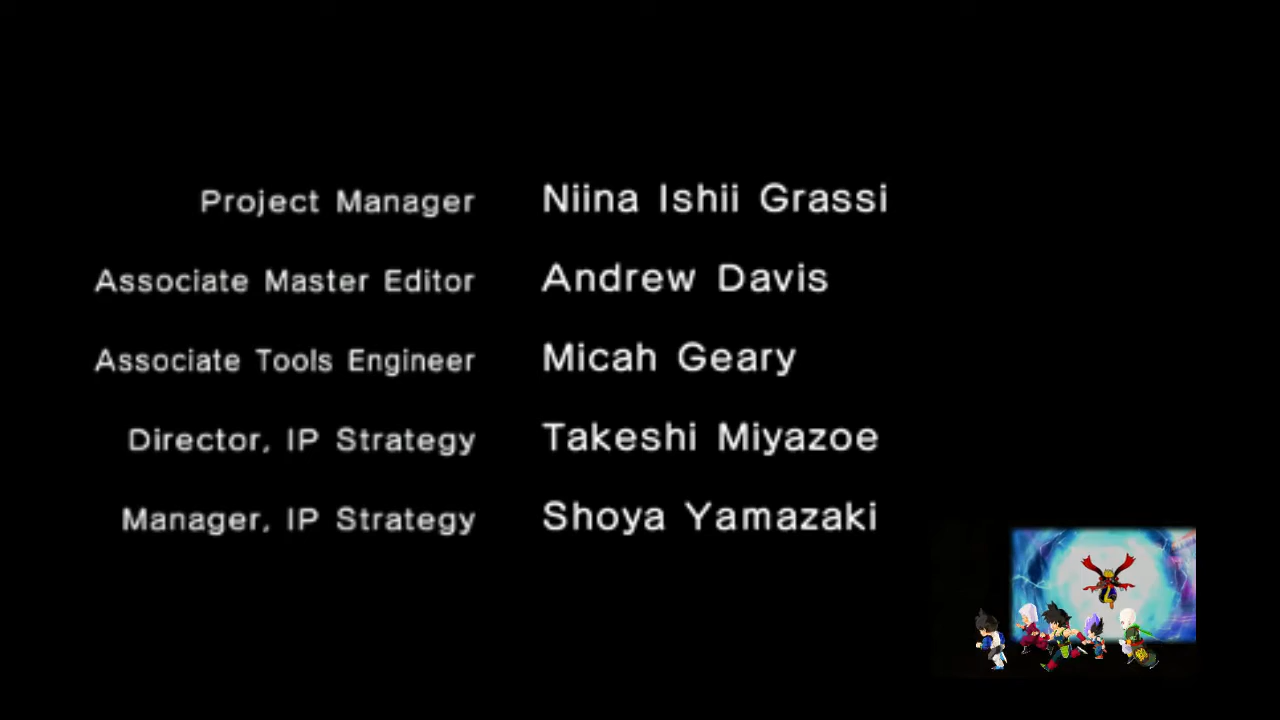 Project Manager Niina Ishii Grassi
Associate Master Editor Andrew Davis
Associate Tools Engineer Micah Geary
Director, IP Strategy Takeshi Miyazoe
Manager, IP Strategy Shoya Yamazaki